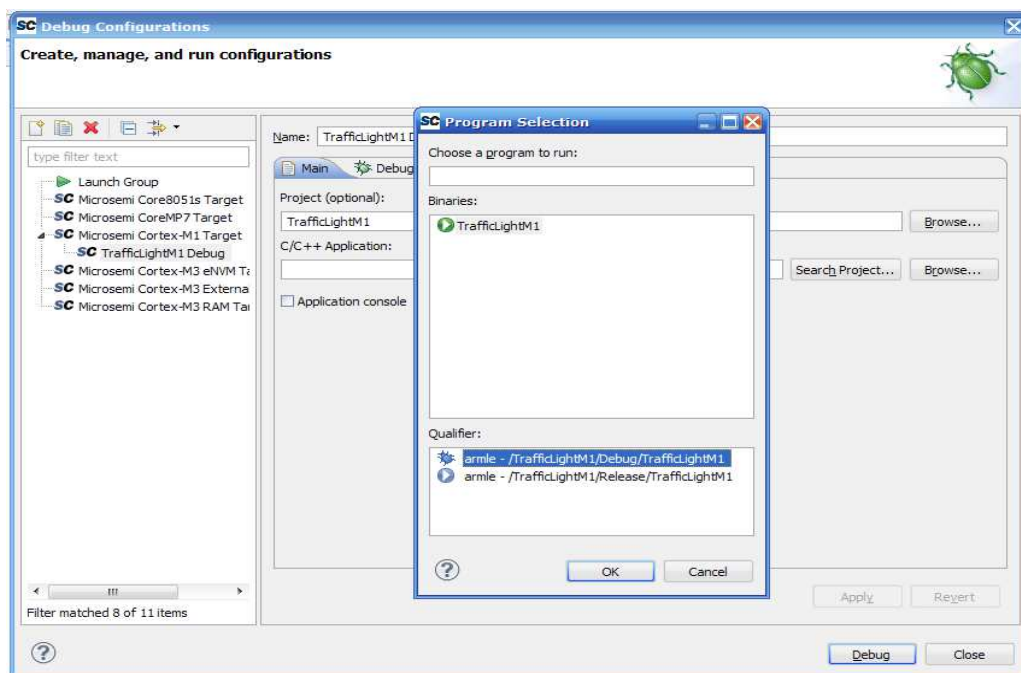 SC Debug Configurations
Create, manage, and run configurations
type filter text
Launch Group
SC Microsemi Core8051s Target
SC Microsemi CoreMP7 Target
SC Microsemi Cortex-M1 Target
SC TrafficLightM1 Debug
SC Microsemi Cortex-M3 eNVM Ta
SC Microsemi Cortex-M3 Externa
SC Microsemi Cortex-M3 RAM Tar
Filter matched 8 of 11 items
Name: TrafficLightM1 D
Main
Debug
Project (optional):
TrafficLightM1
Browse...
C/C++ Application:
Search Project...
Browse...
Application console
SC Program Selection
Choose a program to run:
Binaries:
TrafficLightM1
Qualifier:
armle - /TrafficLightM1/Debug/TrafficLightM1
armle - /TrafficLightM1/Release/TrafficLightM1
OK
Cancel
Apply
Revert
Debug
Close